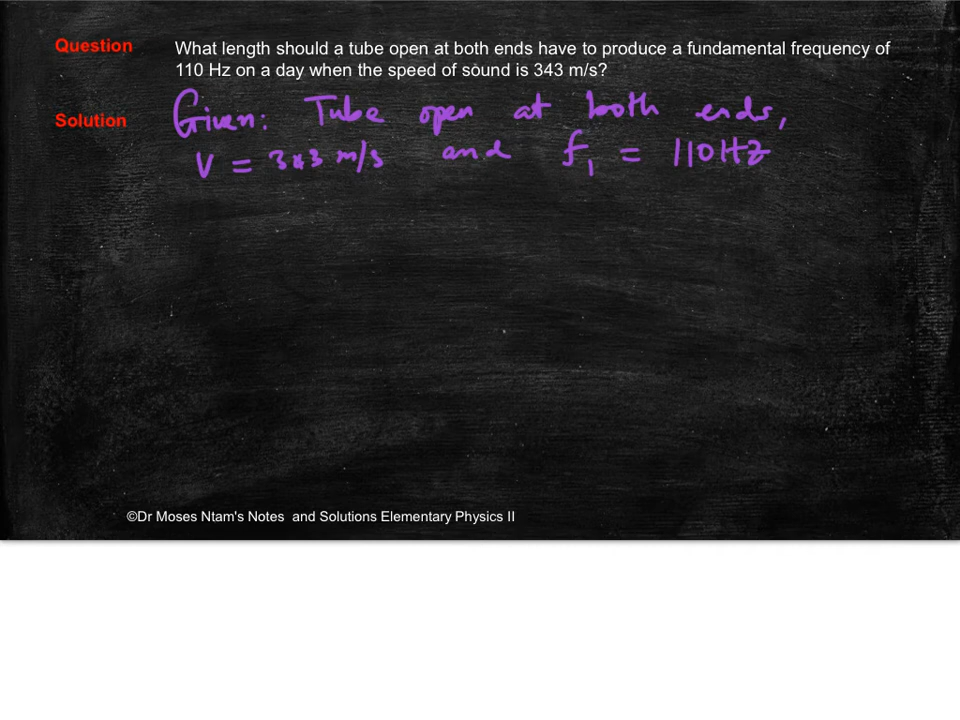 Question
What length should a tube open at both ends have to produce a fundamental frequency of
110 Hz on a day when the speed of sound is 343 m/s?
Solution
Given: Tube open at both ends,
V = 343 m/s and f₁ = 110 Hz
©Dr Moses Ntam's Notes and Solutions Elementary Physics II